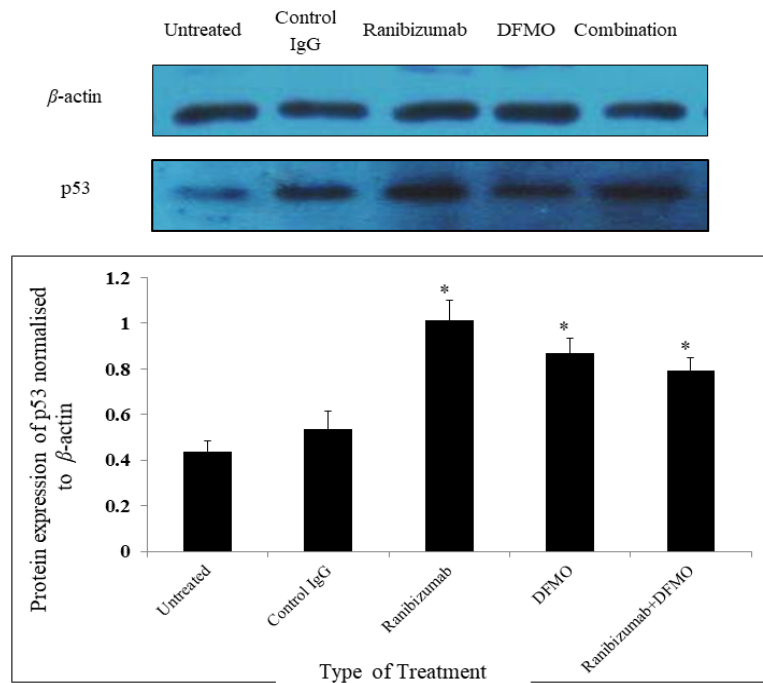 Untreated Control IgG Ranibizumab DFMO Combination
β-actin
p53
Protein expression of p53 normalised
to β-actin
1.2
1
0.8
0.6
0.4
0.2
0
*
*
*
Untreated
Control IgG
Ranibizumab
DFMO
Ranibizumab+DFMO
Type of Treatment